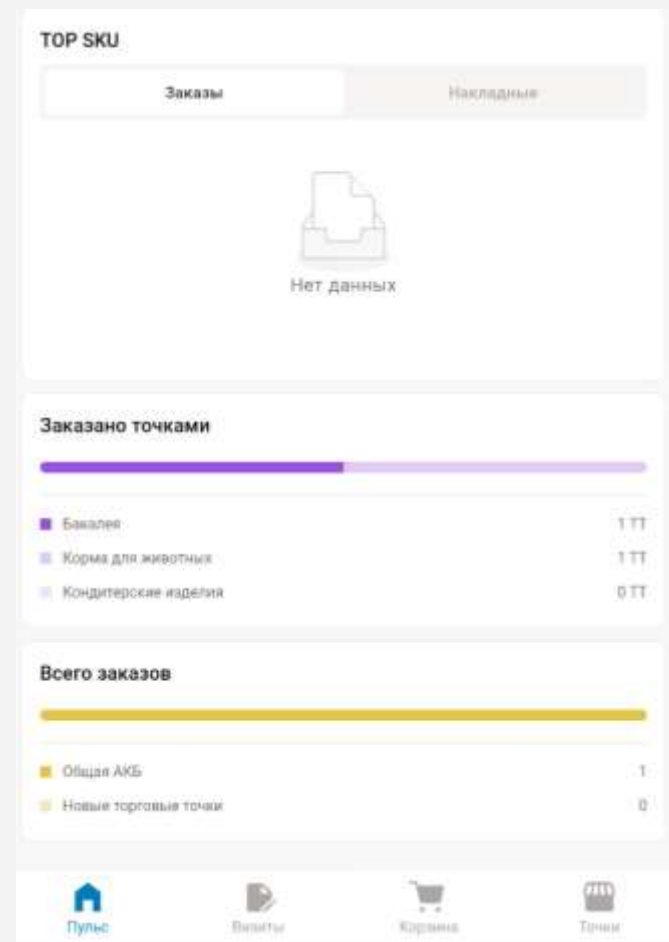 TOP SKU
Заказы Накладные
Нет данных
Заказано точками
Бакалея 1 ТТ
Корма для животных 1 ТТ
Кондитерские изделия 0 ТТ
Всего заказов
Общая АКБ 1
Новые торговые точки 0
Пульс Визиты Корзина Точки